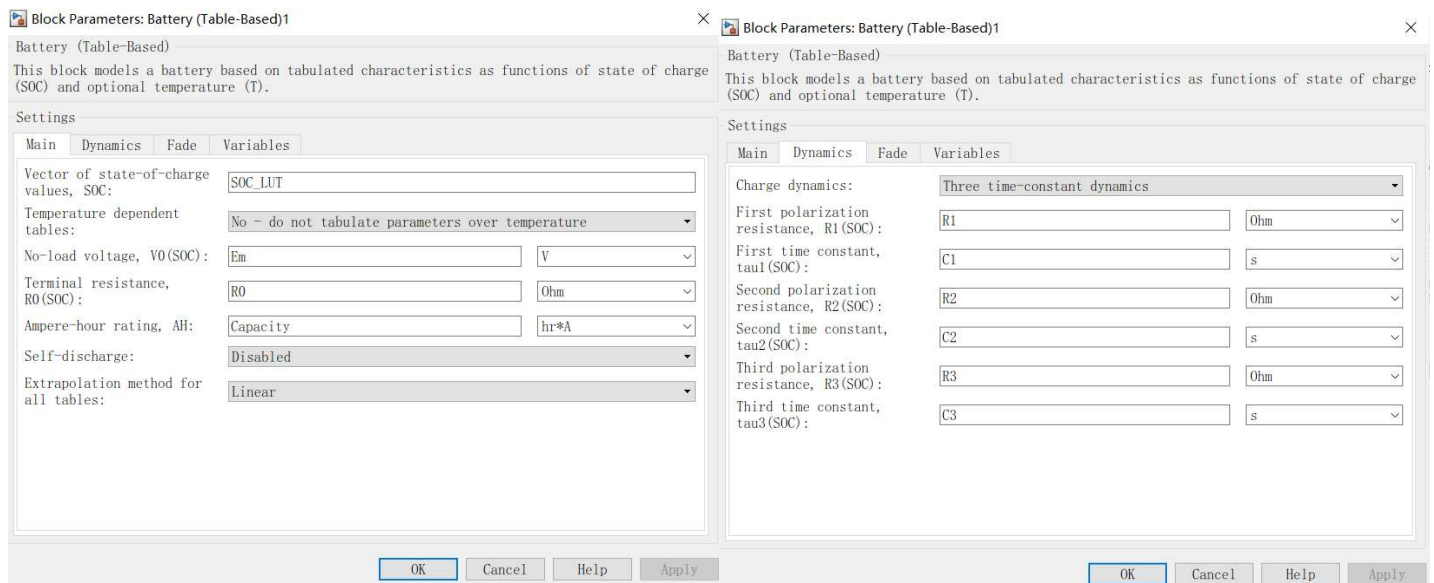 Block Parameters: Battery (Table-Based)1
Battery (Table-Based)
This block models a battery based on tabulated characteristics as functions of state of charge
(SOC) and optional temperature (T).
Settings
Main Dynamics Fade Variables
Vector of state-of-charge
values, SOC:
SOC_LUT
Temperature dependent
tables:
No - do not tabulate parameters over temperature
No-load voltage, V0(SOC): Em V
Terminal resistance,
R0(SOC):
R0 Ohm
Ampere-hour rating, AH: Capacity hr*A
Self-discharge: Disabled
Extrapolation method for
all tables:
Linear
OK Cancel Help Apply
Block Parameters: Battery (Table-Based)1
Battery (Table-Based)
This block models a battery based on tabulated characteristics as functions of state of charge
(SOC) and optional temperature (T).
Settings
Main Dynamics Fade Variables
Charge dynamics: Three time-constant dynamics
First polarization
resistance, R1(SOC):
R1 Ohm
First time constant,
tau1(SOC):
C1 s
Second polarization
resistance, R2(SOC):
R2 Ohm
Second time constant,
tau2(SOC):
C2 s
Third polarization
resistance, R3(SOC):
R3 Ohm
Third time constant,
tau3(SOC):
C3 s
OK Cancel Help Apply